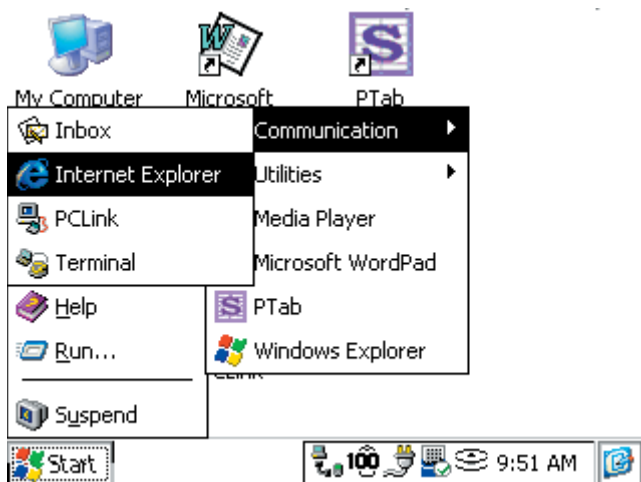 My Computer
Microsoft
PTab
Inbox
Internet Explorer
PCLink
Terminal
Communication
Utilities
Media Player
Microsoft WordPad
PTab
Windows Explorer
Help
Run...
Suspend
Start
100
9:51 AM